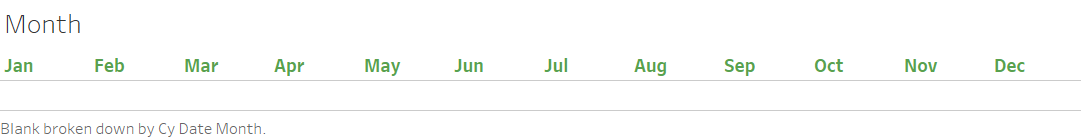 Month
Jan Feb Mar Apr May Jun Jul Aug Sep Oct Nov Dec
Blank broken down by Cy Date Month.